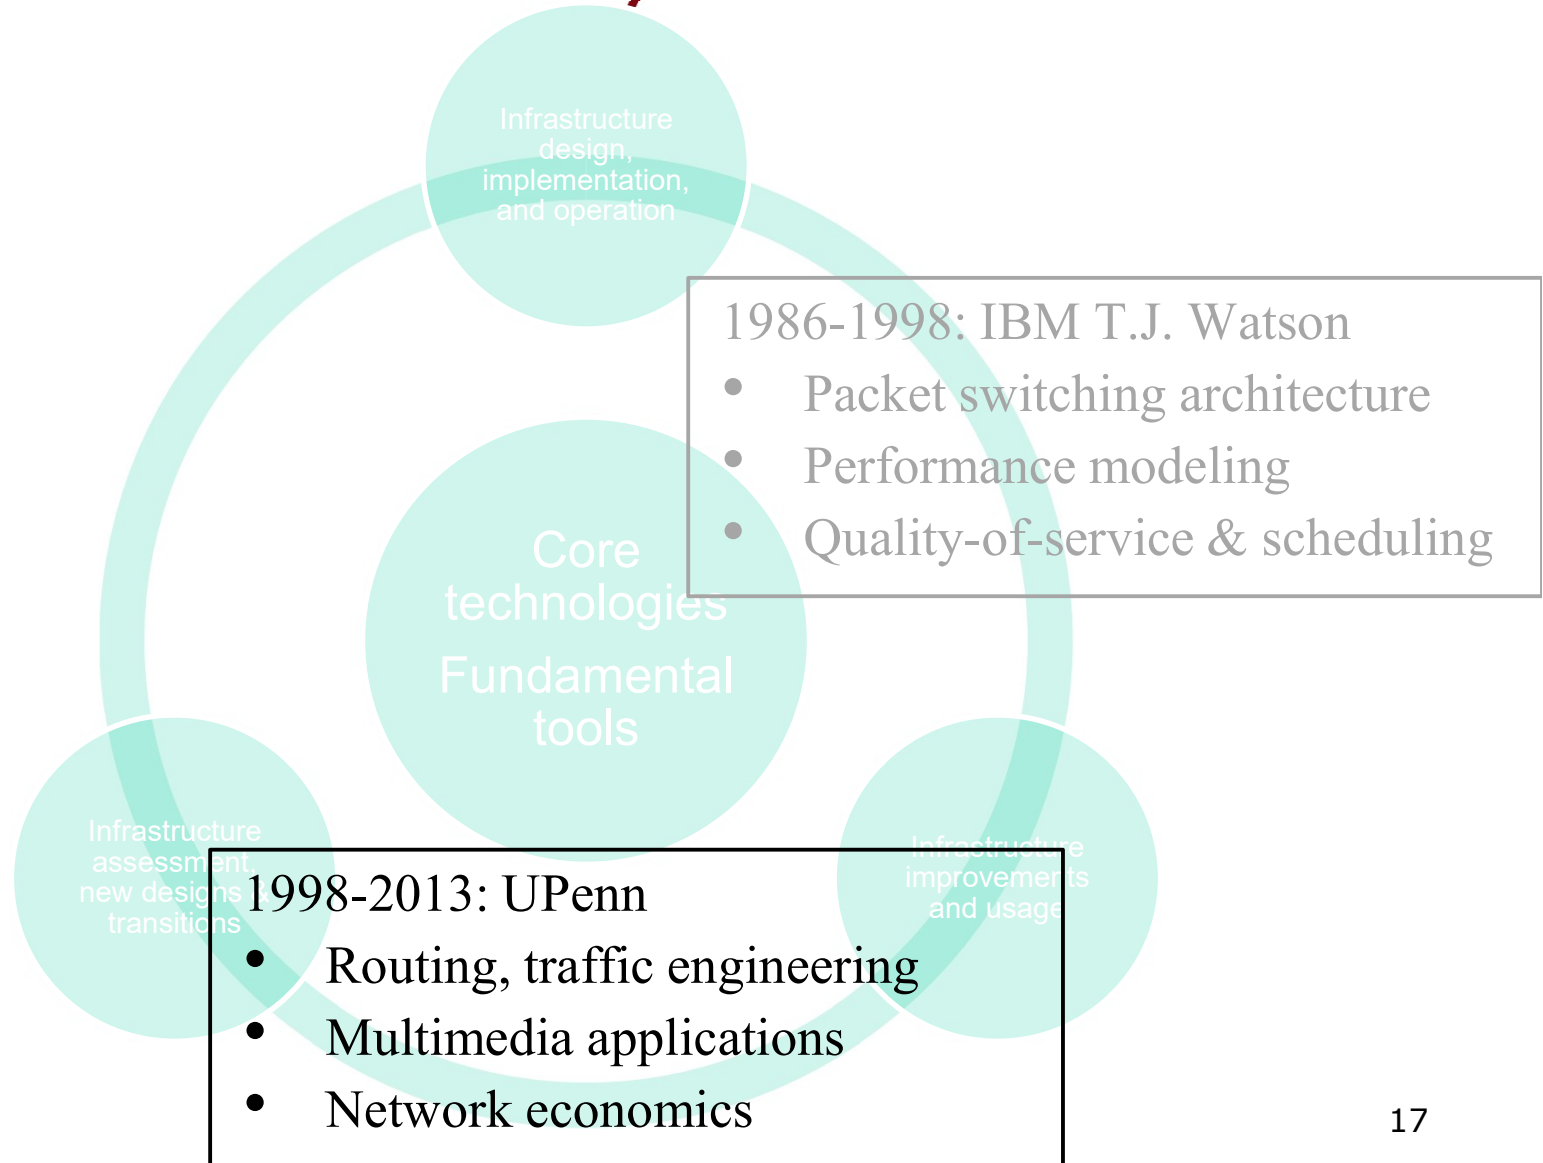 Infrastructure
design,
implementation,
and operation
1986-1998: IBM T.J. Watson
• Packet switching architecture
• Performance modeling
• Quality-of-service & scheduling
Core
technologies
Fundamental
tools
Infrastructure
assessment,
new designs &
transitions
Infrastructure
improvements
and usage
1998-2013: UPenn
• Routing, traffic engineering
• Multimedia applications
• Network economics
17